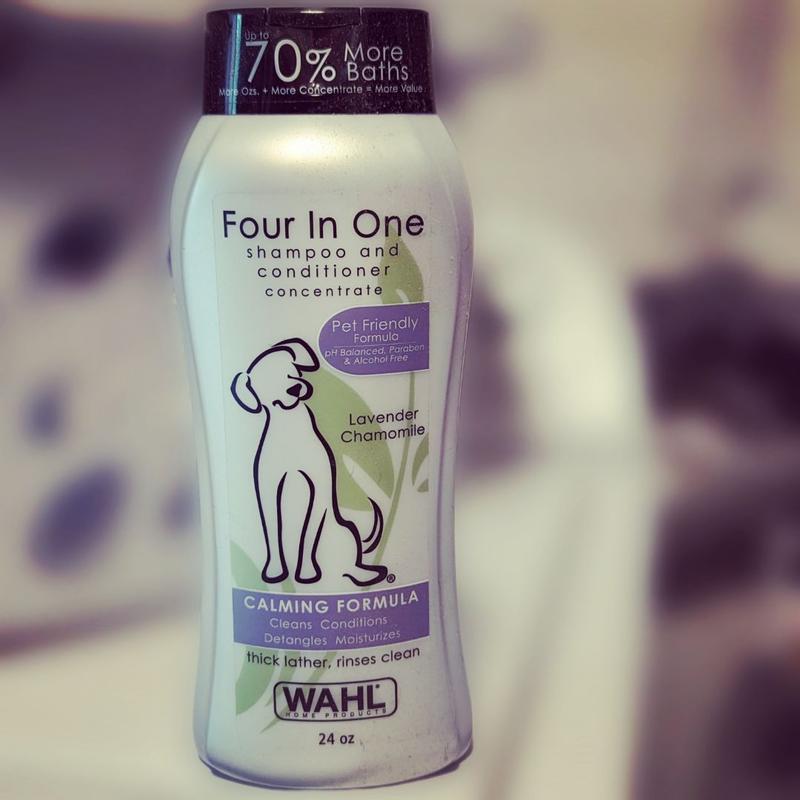 Up to
70% More
Baths
More Ozs. + More Concentrate = More Value
Four In One
shampoo and
conditioner
concentrate
Pet Friendly
Formula
pH Balanced, Paraben
& Alcohol Free
Lavender
Chamomile
®
CALMING FORMULA
Cleans Conditions
Detangles Moisturizes
thick lather, rinses clean
WAHL®
HOME PRODUCTS
24 oz